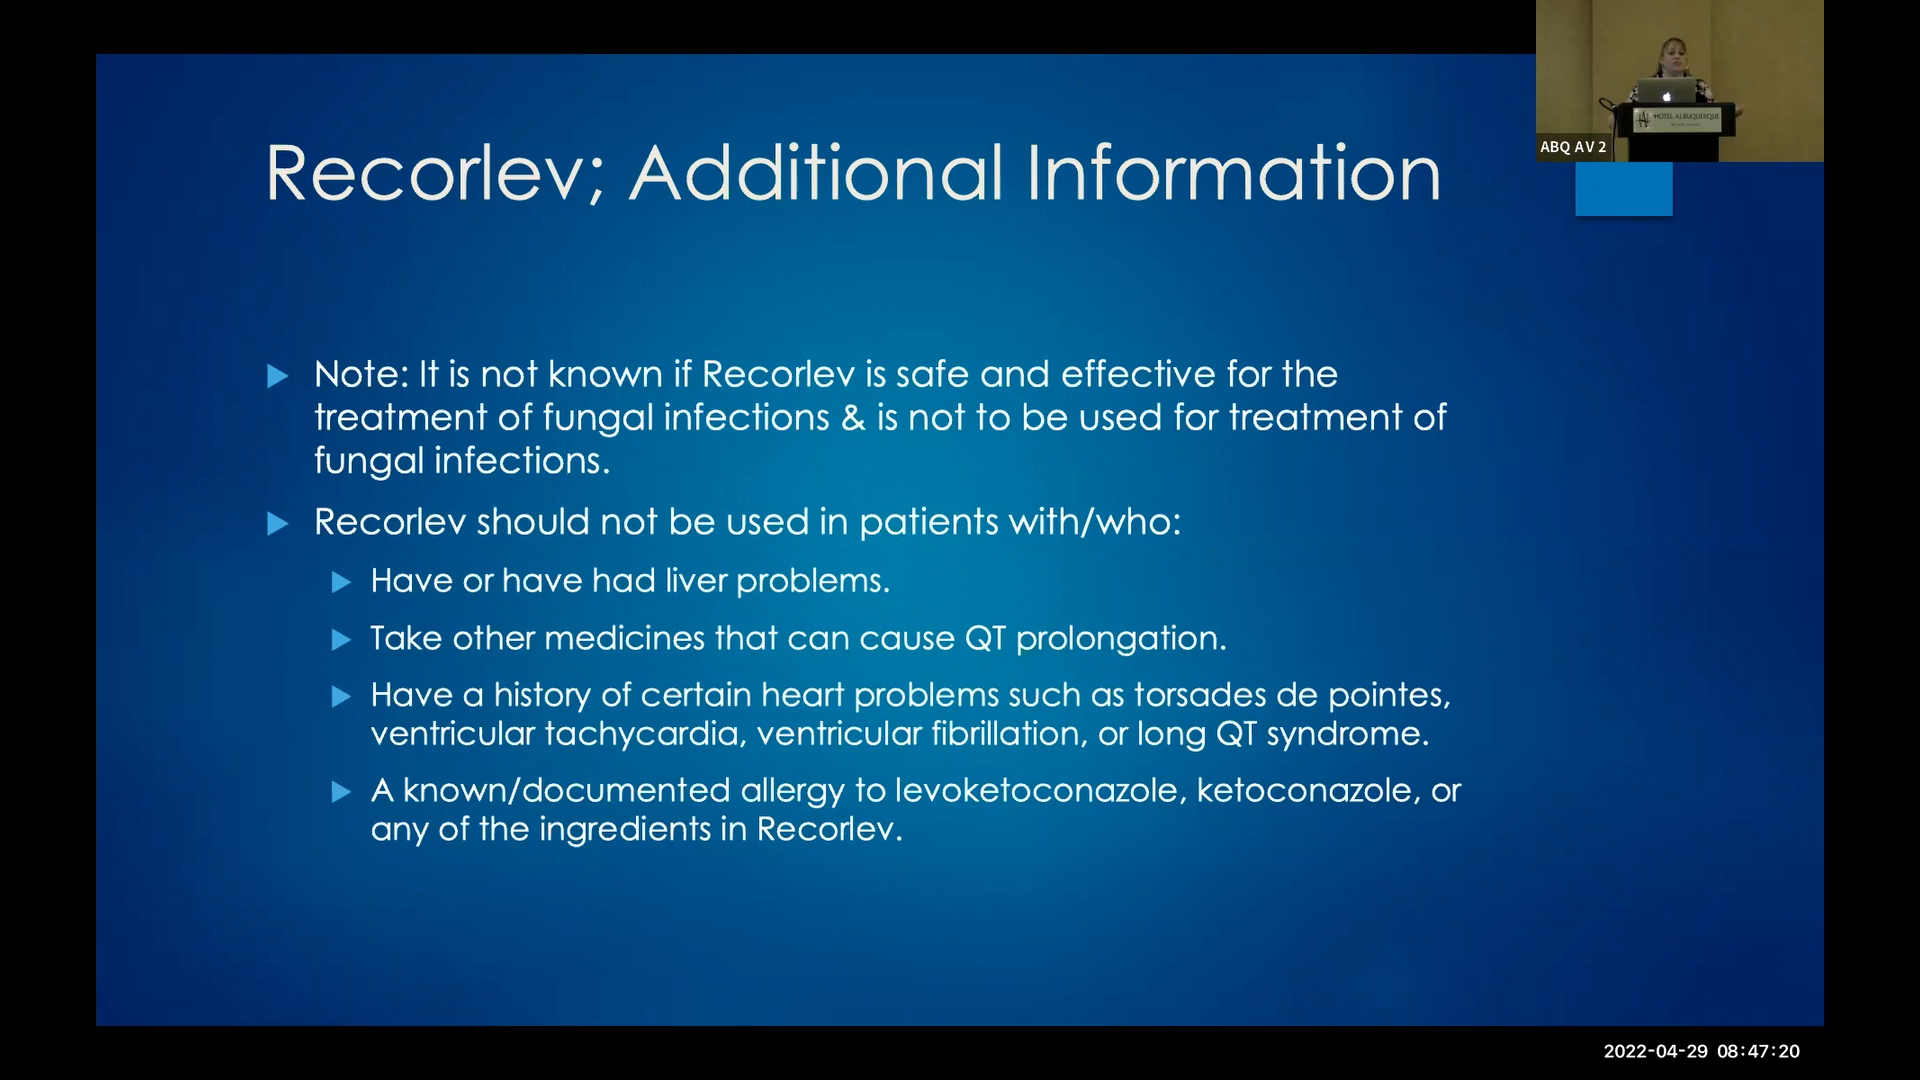 Recorlev; Additional Information
Note: It is not known if Recorlev is safe and effective for the
treatment of fungal infections & is not to be used for treatment of
fungal infections.
Recorlev should not be used in patients with/who:
Have or have had liver problems.
Take other medicines that can cause QT prolongation.
Have a history of certain heart problems such as torsades de pointes,
ventricular tachycardia, ventricular fibrillation, or long QT syndrome.
A known/documented allergy to levoketoconazole, ketoconazole, or
any of the ingredients in Recorlev.
HOTEL ALBUQUERQUE
ABQ AV 2
2022-04-29 08:47:20